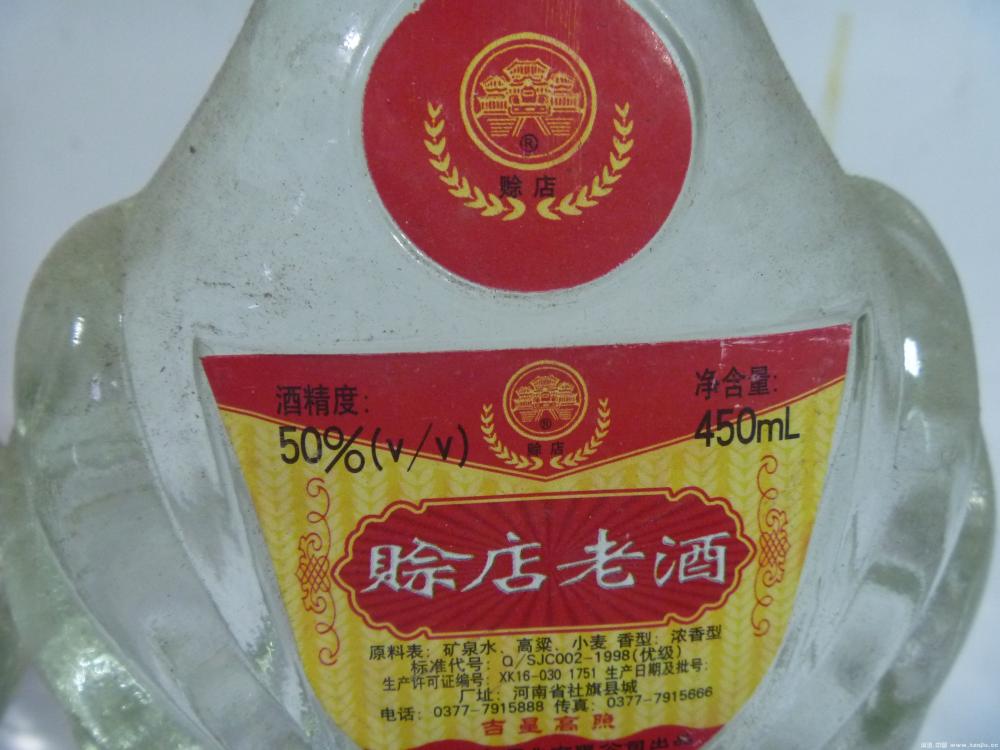 ®
赊店
酒精度:
50%(v/v)
净含量:
450mL
®
赊店
赊店老酒
原料表: 矿泉水、高粱、小麦 香型: 浓香型
标准代号: Q/SJC002-1998(优级)
生产许可证编号: XK16-030 1751 生产日期及批号:
厂址: 河南省社旗县城
电话: 0377-7915888 传真: 0377-7915666
吉星高照